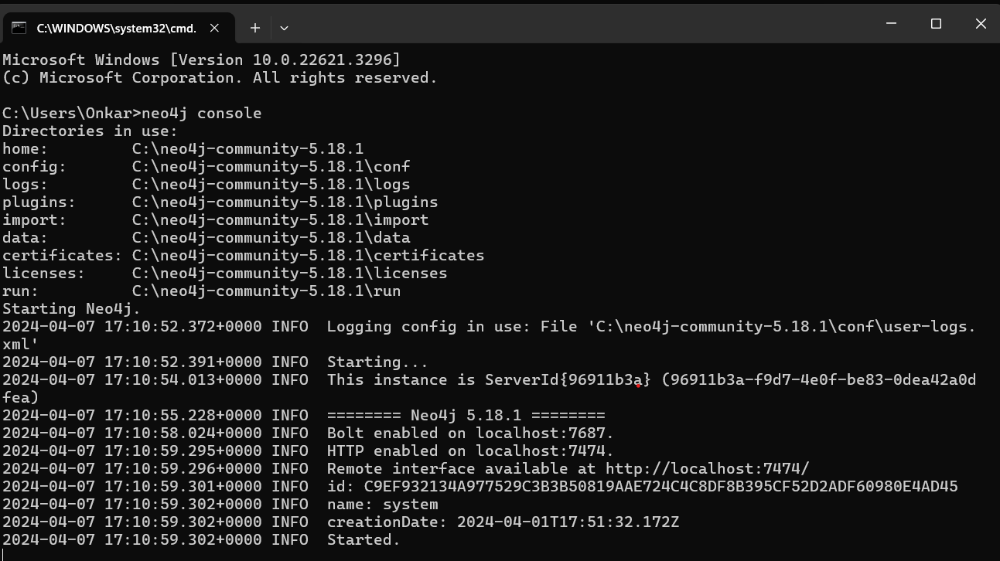 C:\WINDOWS\system32\cmd.
Microsoft Windows [Version 10.0.22621.3296]
(c) Microsoft Corporation. All rights reserved.
C:\Users\Onkar>neo4j console
Directories in use:
home:         C:\neo4j-community-5.18.1
config:       C:\neo4j-community-5.18.1\conf
logs:         C:\neo4j-community-5.18.1\logs
plugins:      C:\neo4j-community-5.18.1\plugins
import:       C:\neo4j-community-5.18.1\import
data:         C:\neo4j-community-5.18.1\data
certificates: C:\neo4j-community-5.18.1\certificates
licenses:     C:\neo4j-community-5.18.1\licenses
run:          C:\neo4j-community-5.18.1\run
Starting Neo4j.
2024-04-07 17:10:52.372+0000 INFO  Logging config in use: File 'C:\neo4j-community-5.18.1\conf\user-logs.
xml'
2024-04-07 17:10:52.391+0000 INFO  Starting...
2024-04-07 17:10:54.013+0000 INFO  This instance is ServerId{96911b3a} (96911b3a-f9d7-4e0f-be83-0dea42a0d
fea)
2024-04-07 17:10:55.228+0000 INFO  ======== Neo4j 5.18.1 ========
2024-04-07 17:10:58.024+0000 INFO  Bolt enabled on localhost:7687.
2024-04-07 17:10:59.295+0000 INFO  HTTP enabled on localhost:7474.
2024-04-07 17:10:59.296+0000 INFO  Remote interface available at http://localhost:7474/
2024-04-07 17:10:59.301+0000 INFO  id: C9EF932134A977529C3B3B50819AAE724C4C8DF8B395CF52D2ADF60980E4AD45
2024-04-07 17:10:59.302+0000 INFO  name: system
2024-04-07 17:10:59.302+0000 INFO  creationDate: 2024-04-01T17:51:32.172Z
2024-04-07 17:10:59.302+0000 INFO  Started.